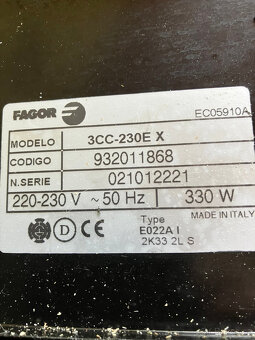 FAGOR
EC05910A
MODELO 3CC-230E X
CODIGO 932011868
N.SERIE 021012221
220-230 V ~ 50 Hz 330 W
D CE Type MADE IN ITALY
E022A I
2K33 2L S